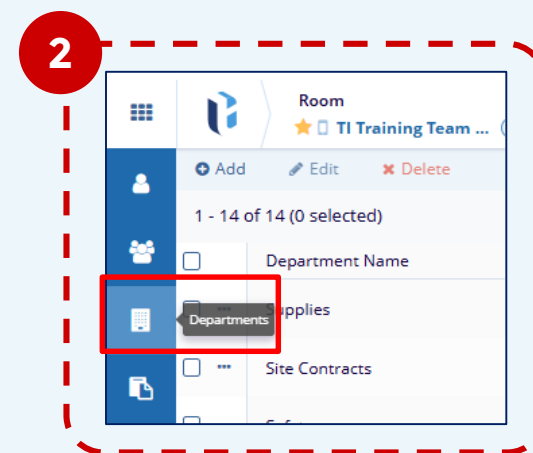 2
Room
TI Training Team ...
Add Edit Delete
1 - 14 of 14 (0 selected)
Department Name
Departments
upplies
Site Contracts